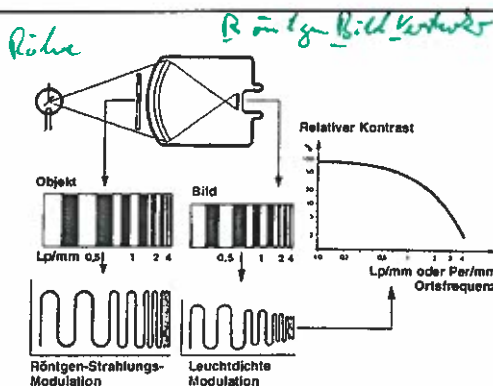 Röhre
Röntgen Bild Verstärker
Relativer Kontrast
Objekt
Bild
Lp/mm 0,5 1 2 4
0,5 1 2 4
Lp/mm oder Per/mm
Ortsfrequenz
Röntgen-Strahlungs-
Modulation
Leuchtdichte
Modulation